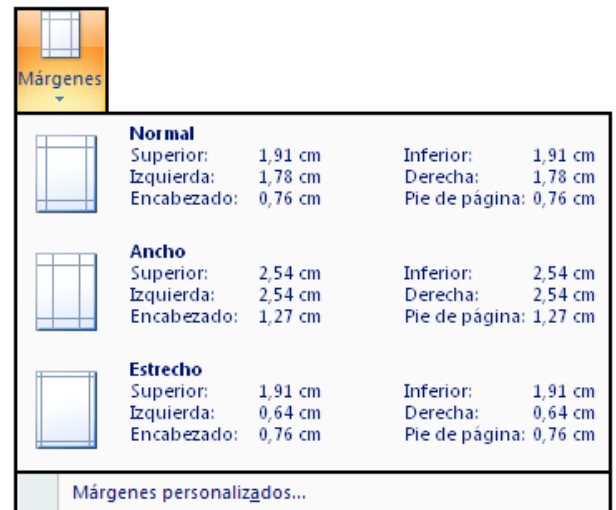 Márgenes
Normal
Superior: 1,91 cm Inferior: 1,91 cm
Izquierda: 1,78 cm Derecha: 1,78 cm
Encabezado: 0,76 cm Pie de página: 0,76 cm
Ancho
Superior: 2,54 cm Inferior: 2,54 cm
Izquierda: 2,54 cm Derecha: 2,54 cm
Encabezado: 1,27 cm Pie de página: 1,27 cm
Estrecho
Superior: 1,91 cm Inferior: 1,91 cm
Izquierda: 0,64 cm Derecha: 0,64 cm
Encabezado: 0,76 cm Pie de página: 0,76 cm
Márgenes personalizados...